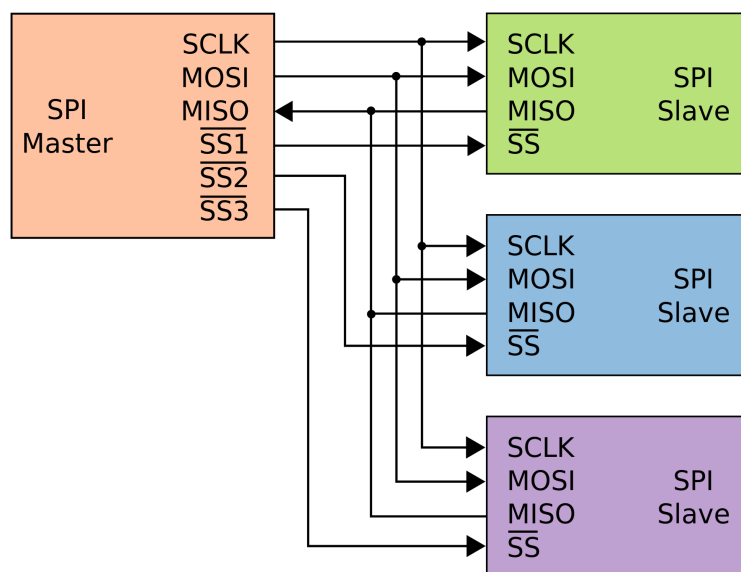 SPI
Master
SCLK
MOSI
MISO
SS1
SS2
SS3
SCLK
MOSI
MISO
SS
SPI
Slave
SCLK
MOSI
MISO
SS
SPI
Slave
SCLK
MOSI
MISO
SS
SPI
Slave